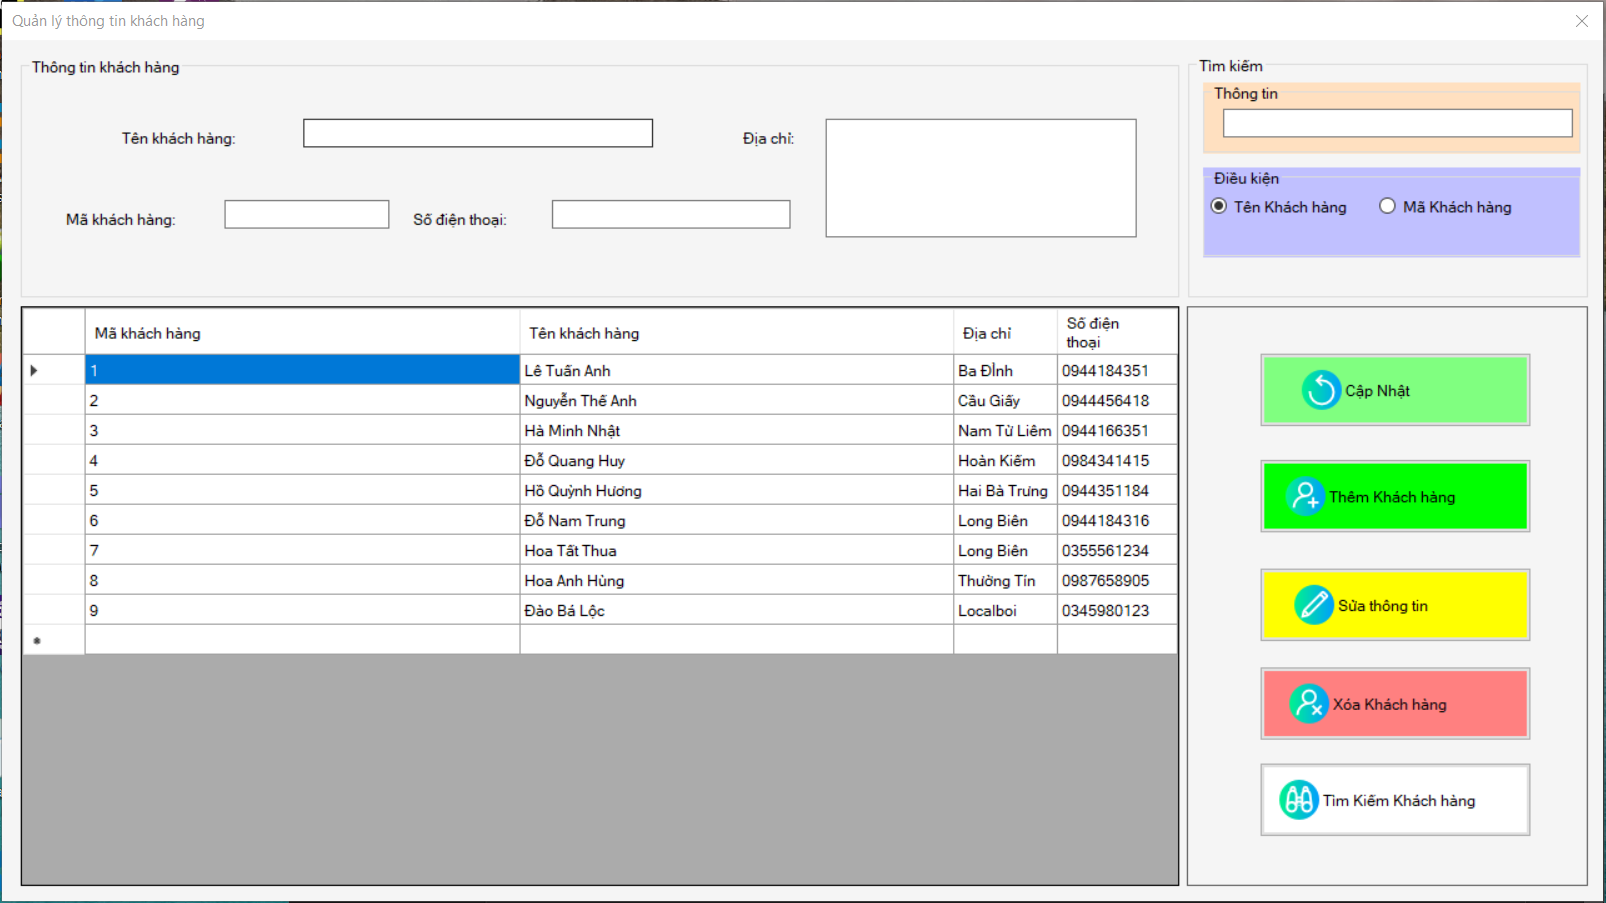 Quản lý thông tin khách hàng
Thông tin khách hàng
Tên khách hàng:
Địa chỉ:
Mã khách hàng:
Số điện thoại:
Tìm kiếm
Thông tin
Điều kiện
Tên Khách hàng
Mã Khách hàng
Mã khách hàng Tên khách hàng Địa chỉ Số điện
thoại
1 Lê Tuấn Anh Ba Đình 0944184351
2 Nguyễn Thế Anh Cầu Giấy 0944456418
3 Hà Minh Nhật Nam Từ Liêm 0944166351
4 Đỗ Quang Huy Hoàn Kiếm 0984341415
5 Hồ Quỳnh Hương Hai Bà Trưng 0944351184
6 Đỗ Nam Trung Long Biên 0944184316
7 Hoa Tất Thua Long Biên 0355561234
8 Hoa Anh Hùng Thường Tín 0987658905
9 Đào Bá Lộc Localboi 0345980123
Cập Nhật
Thêm Khách hàng
Sửa thông tin
Xóa Khách hàng
Tìm Kiếm Khách hàng